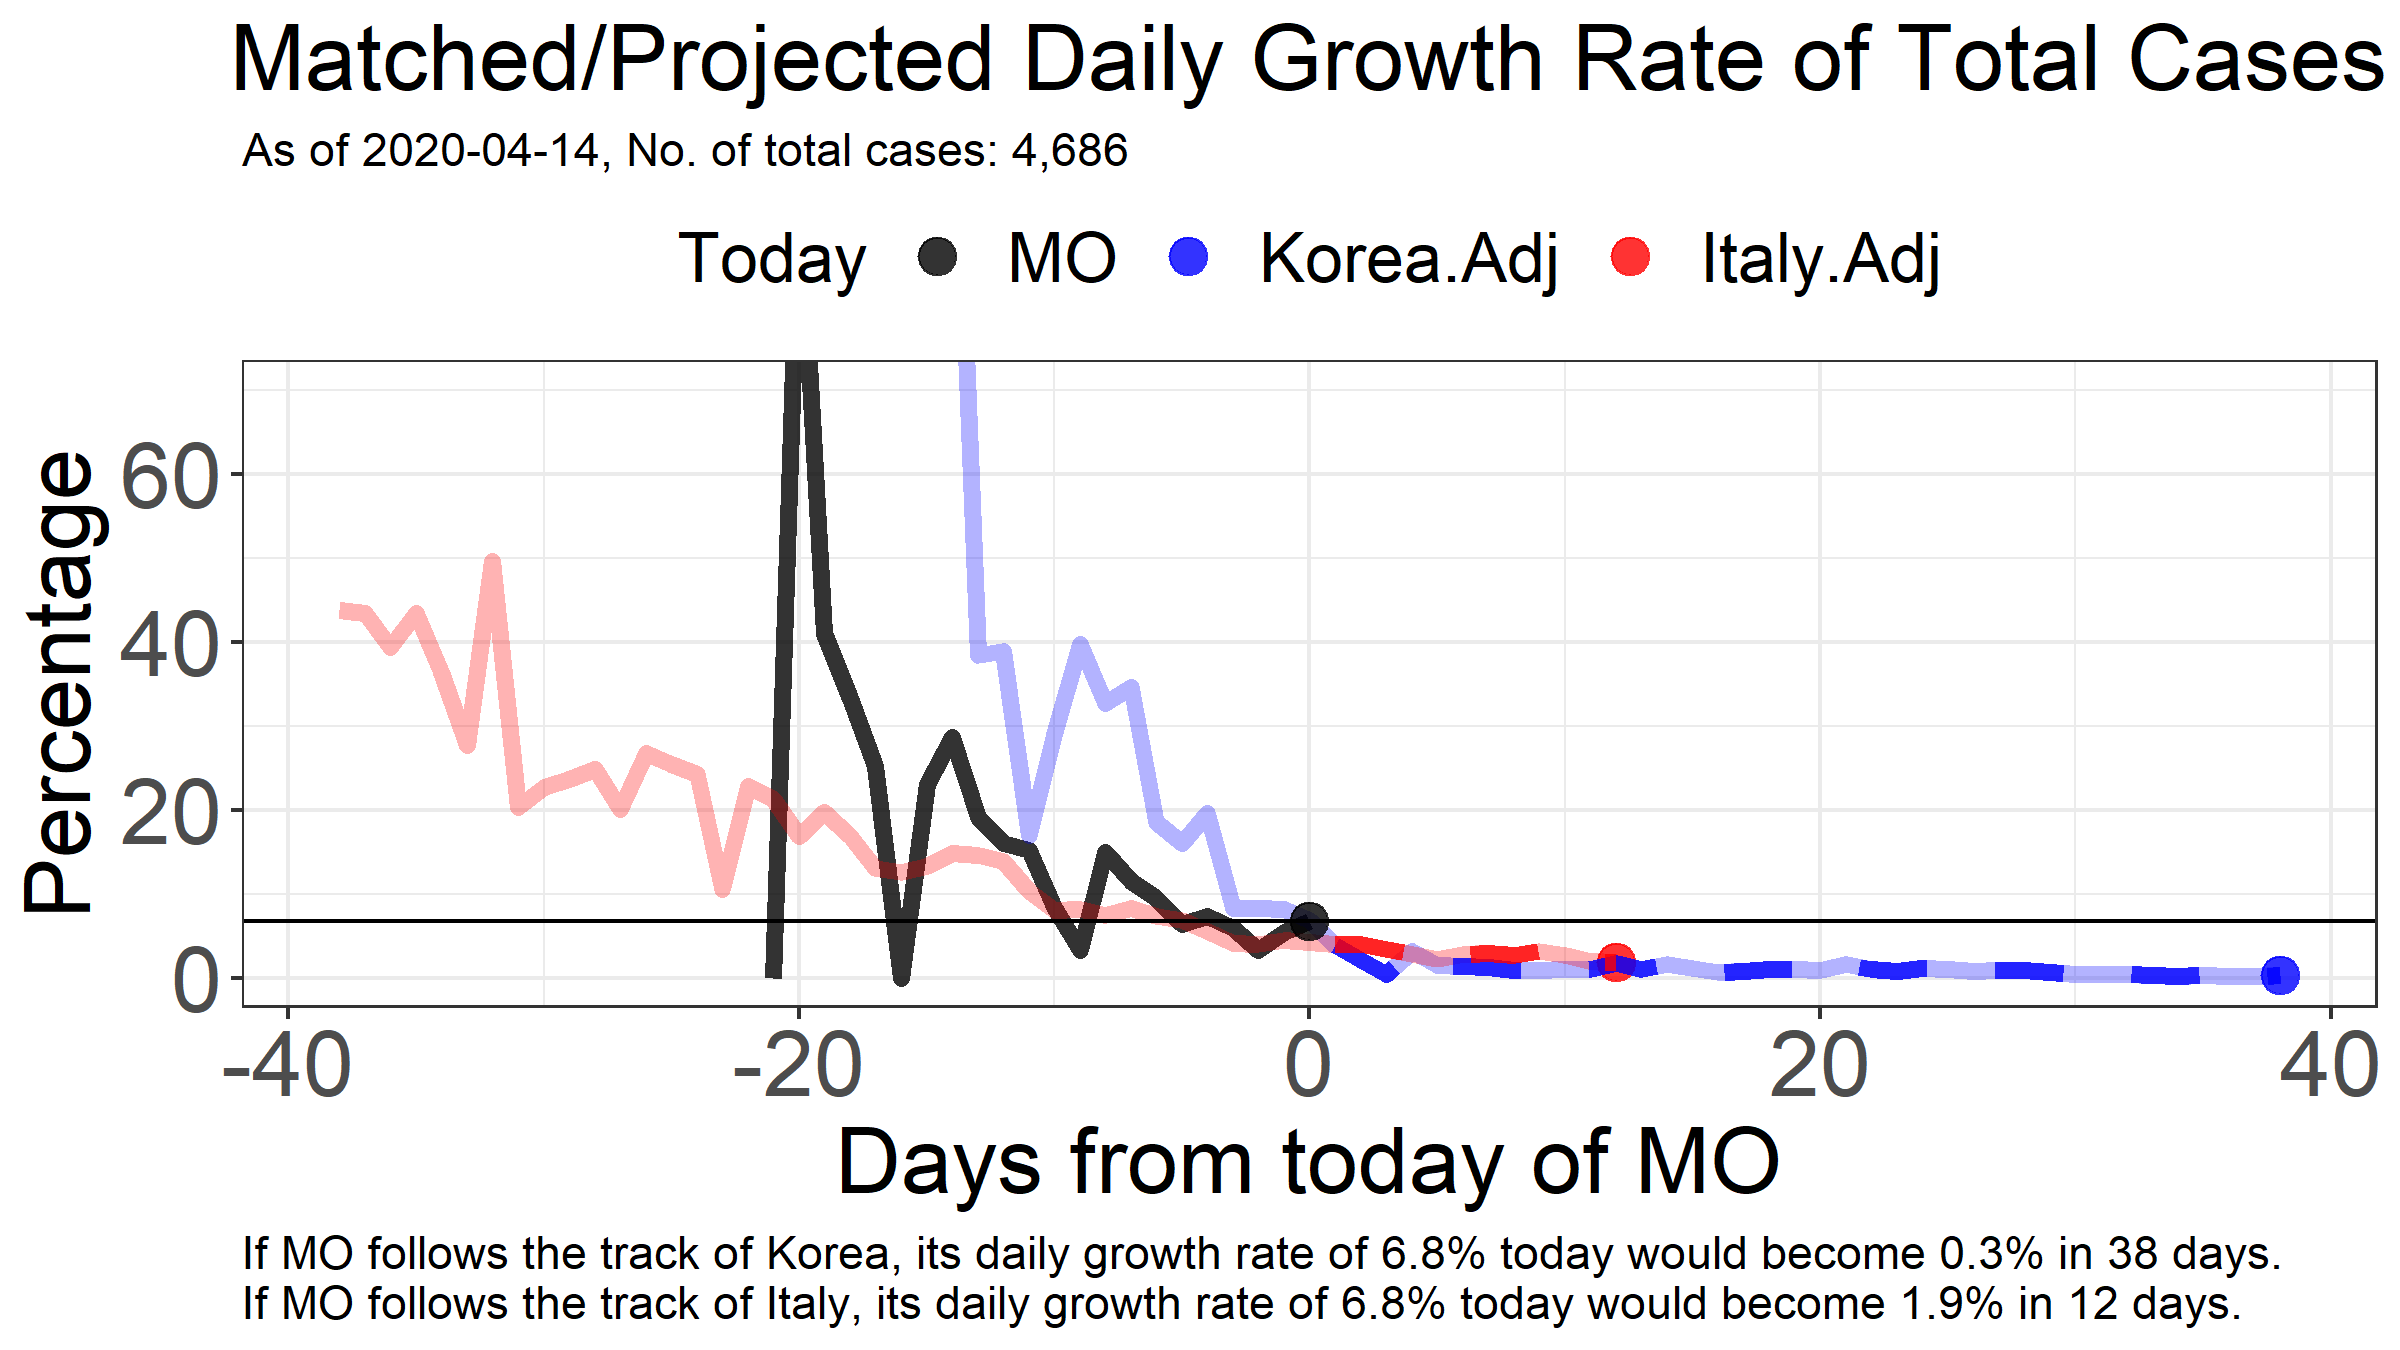 Matched/Projected Daily Growth Rate of Total Cases
As of 2020-04-14, No. of total cases: 4,686
Today MO Korea.Adj Italy.Adj
Percentage
60
40
20
0
-40 -20 0 20 40
Days from today of MO
If MO follows the track of Korea, its daily growth rate of 6.8% today would become 0.3% in 38 days.
If MO follows the track of Italy, its daily growth rate of 6.8% today would become 1.9% in 12 days.